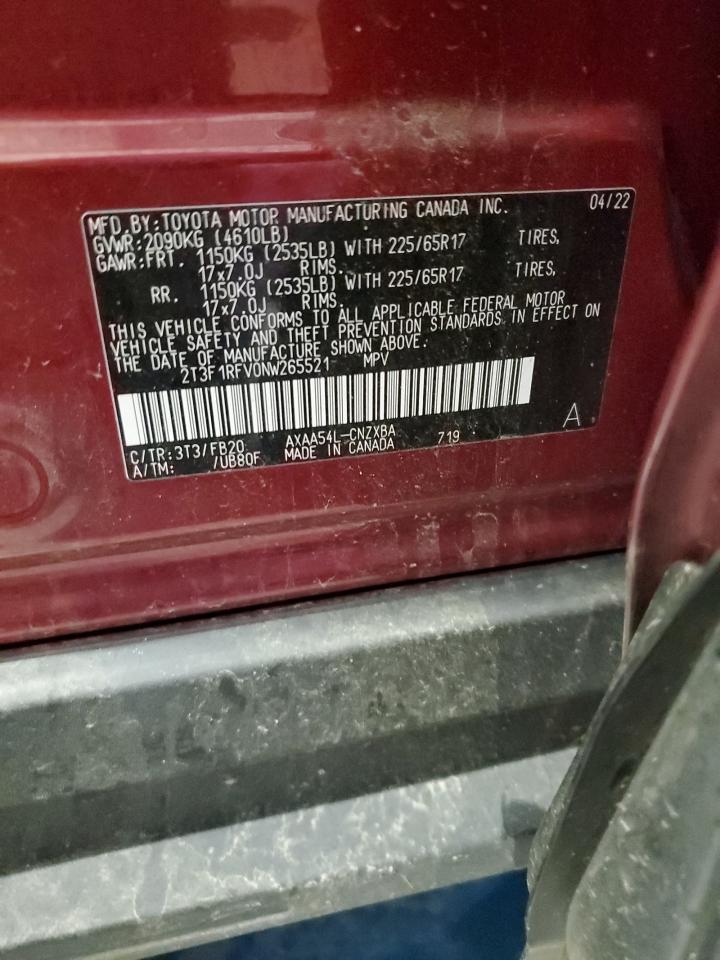 MFD. BY: TOYOTA MOTOR MANUFACTURING CANADA INC. 04/22
GVWR: 2090KG (4610LB)
GAWR: FRT. 1150KG (2535LB) WITH 225/65R17 TIRES,
17x7.0J RIMS.
RR. 1150KG (2535LB) WITH 225/65R17 TIRES,
17x7.0J RIMS.
THIS VEHICLE CONFORMS TO ALL APPLICABLE FEDERAL MOTOR
VEHICLE SAFETY AND THEFT PREVENTION STANDARDS IN EFFECT ON
THE DATE OF MANUFACTURE SHOWN ABOVE.
2T3F1RFV0NW265521 MPV
A
C/TR: 3T3/FB20 AXAA54L-CNZXBA
A/TM: /UB80F MADE IN CANADA 719